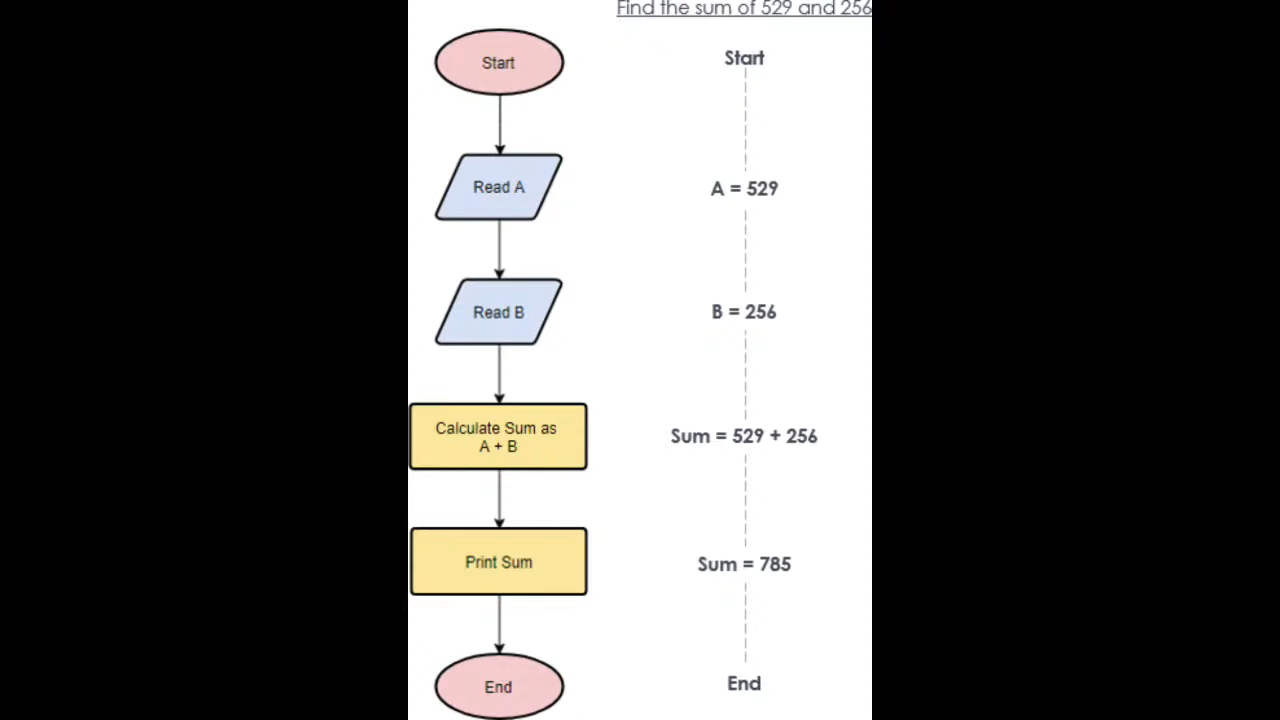 Find the sum of 529 and 256
Start
Start
Read A
A = 529
Read B
B = 256
Calculate Sum as
A + B
Sum = 529 + 256
Print Sum
Sum = 785
End
End